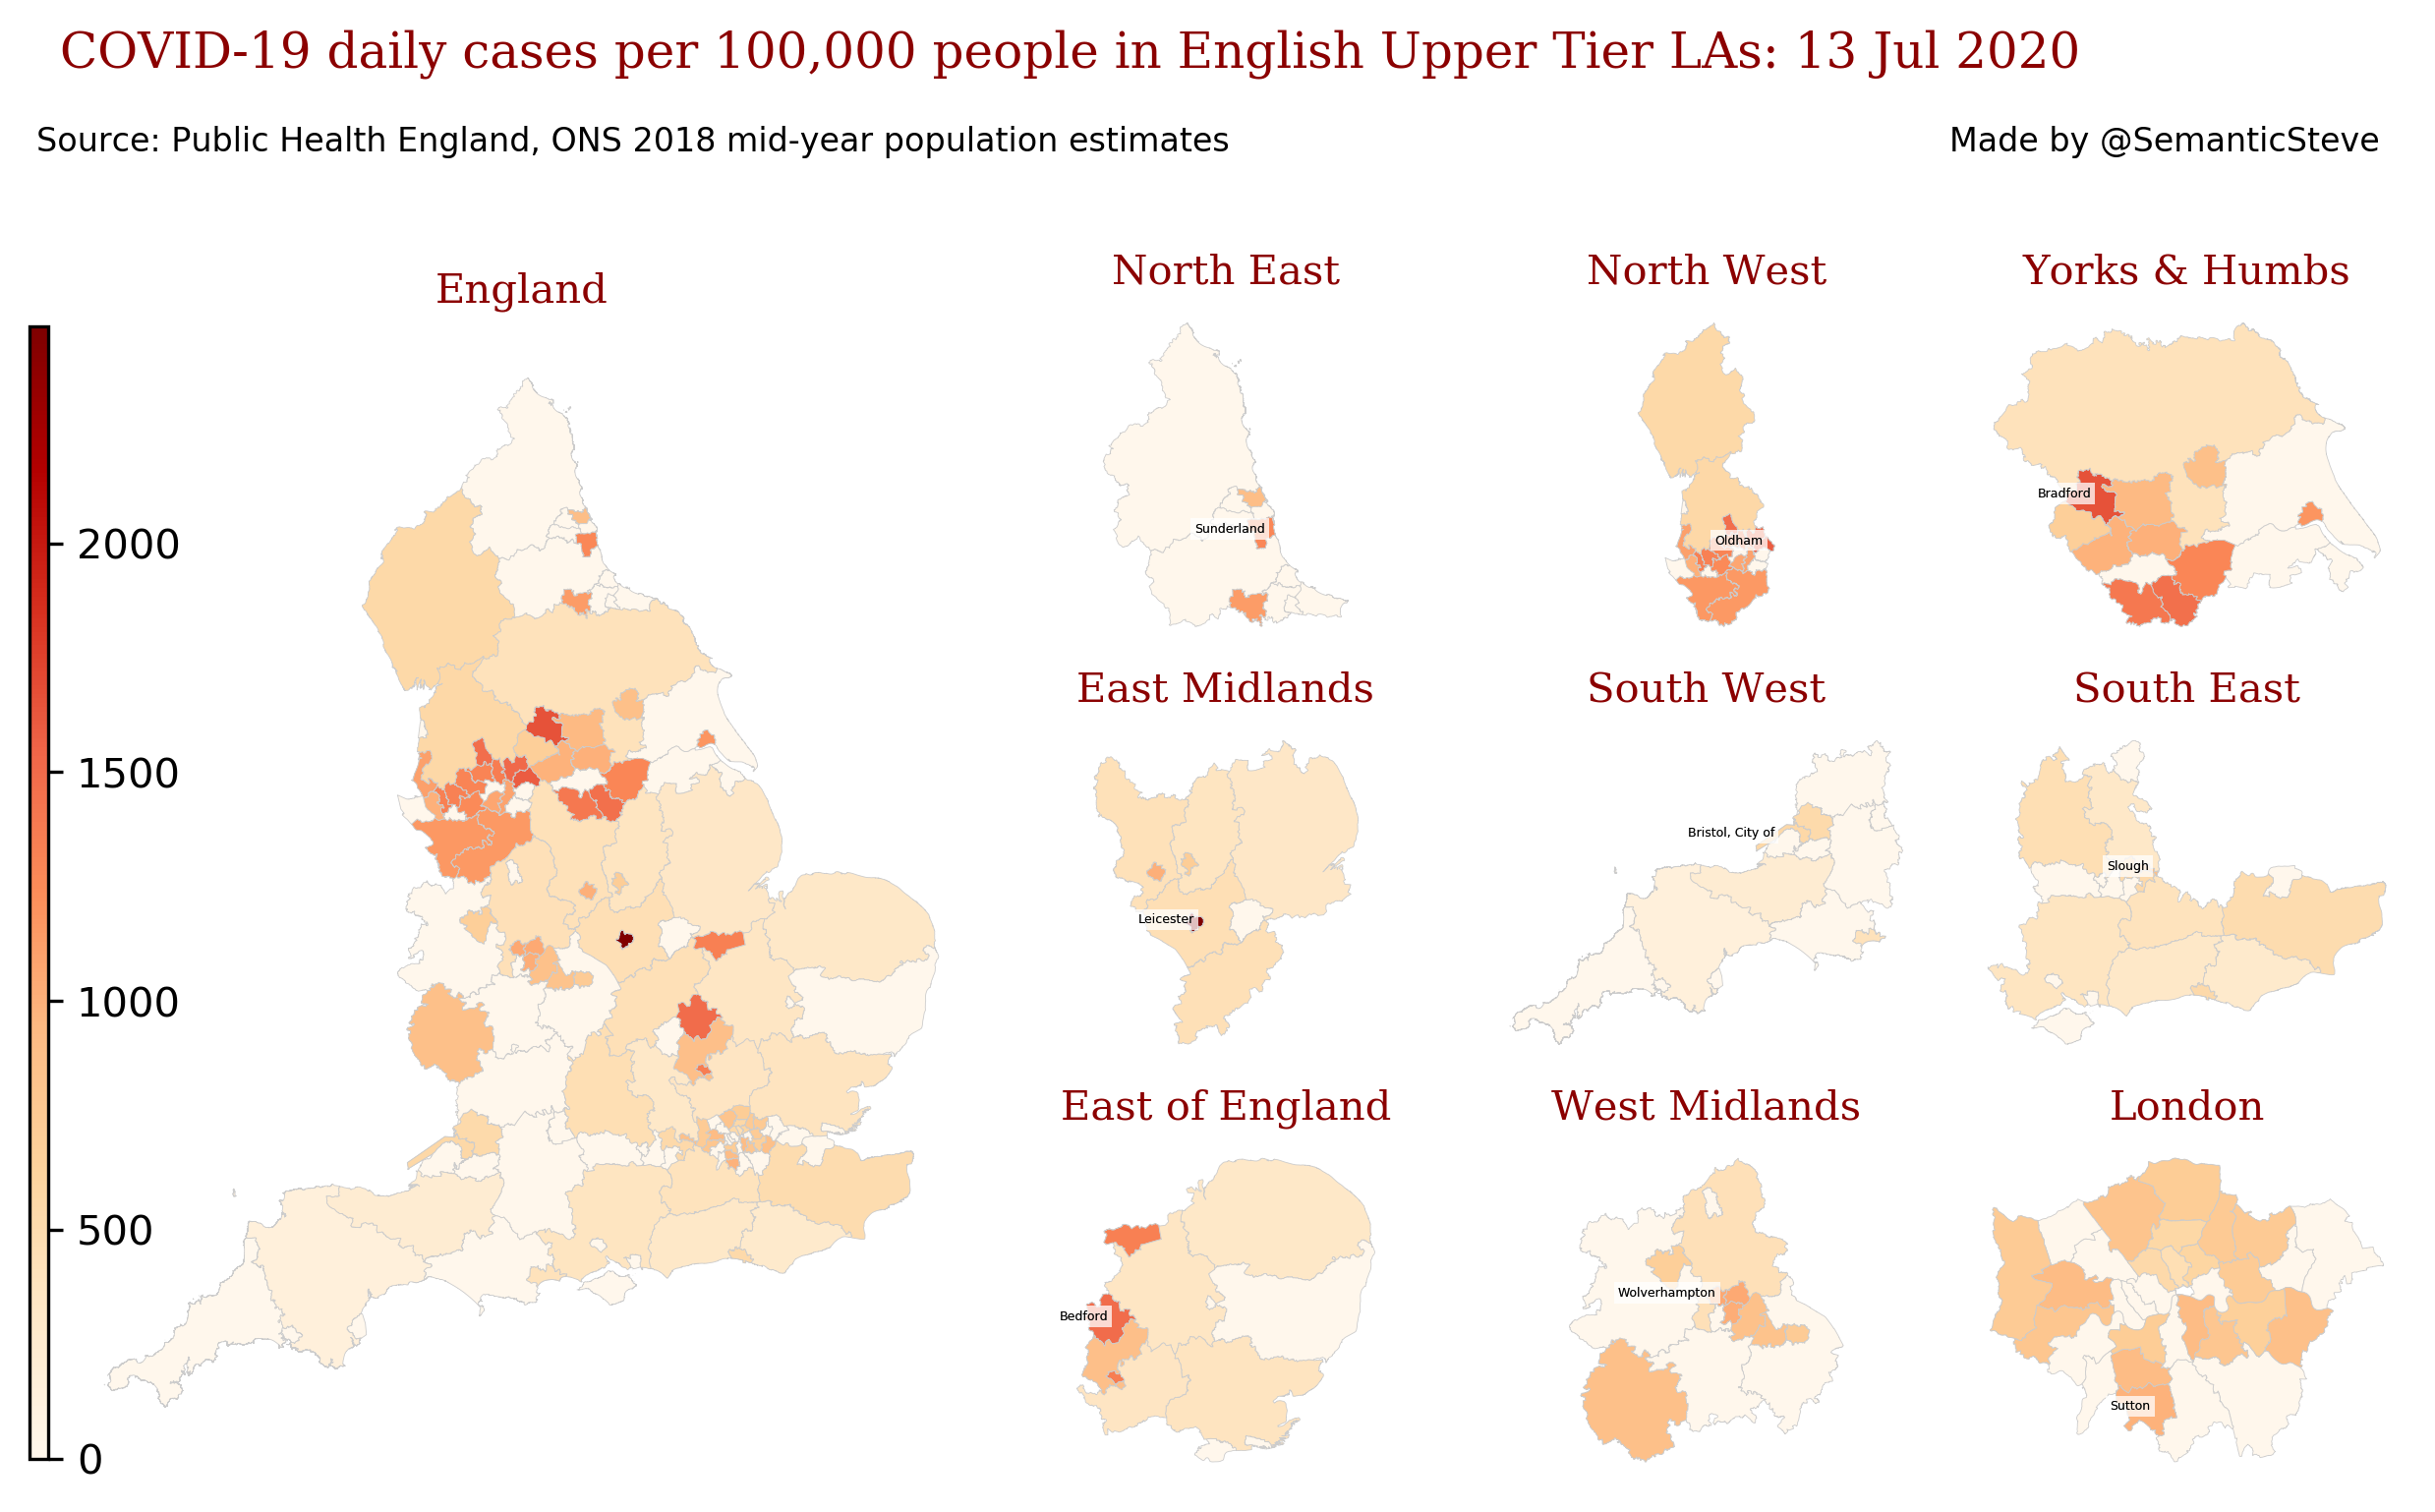 COVID-19 daily cases per 100,000 people in English Upper Tier LAs: 13 Jul 2020
Source: Public Health England, ONS 2018 mid-year population estimates
Made by @SemanticSteve
England
North East
North West
Yorks & Humbs
2000
1500
1000
500
0
Sunderland
Oldham
Bradford
East Midlands
South West
South East
Leicester
Bristol, City of
Slough
East of England
West Midlands
London
Bedford
Wolverhampton
Sutton